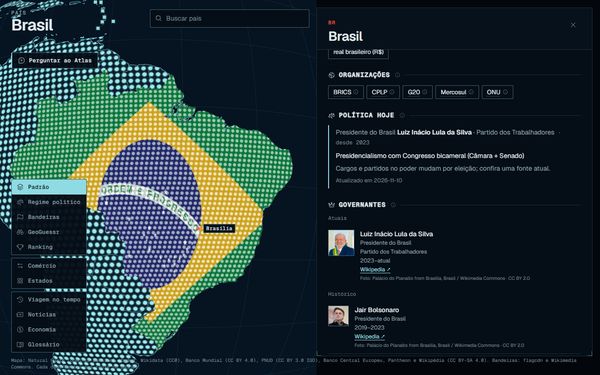 PAÍS
Brasil
Buscar país
Perguntar ao Atlas
ORDEM E PROGRESSO
Brasília
Padrão
Regime político
Bandeiras
GeoGuessr
Ranking
Comércio
Estados
Viagem no tempo
Notícias
Economia
Glossário
BR
Brasil
real brasileiro (R$)
ORGANIZAÇÕES
BRICS
CPLP
G20
Mercosul
ONU
POLÍTICA HOJE
Presidente do Brasil Luiz Inácio Lula da Silva · Partido dos Trabalhadores ·
desde 2023
Presidencialismo com Congresso bicameral (Câmara + Senado)
Cargos e partidos no poder mudam por eleição; confira uma fonte atual.
Atualizado em 2026-11-10
GOVERNANTES
Atuais
Luiz Inácio Lula da Silva
Presidente do Brasil
Partido dos Trabalhadores
2023–atual
Wikipedia ↗
Foto: Palácio do Planalto from Brasilia, Brasil / Wikimedia Commons · CC BY 2.0
Histórico
Jair Bolsonaro
Presidente do Brasil
2019–2023
Wikipedia ↗
Foto: Palácio do Planalto from Brasilia, Brasil / Wikimedia Commons · CC BY 2.0
Mapa: Natural Wikidata (CC0), Banco Mundial (CC BY 4.0), PNUD (CC BY 3.0 IGO), Banco Central Europeu, Pantheon e Wikipédia (CC BY-SA 4.0). Bandeiras: flagcdn e Wikimedia
Commons.